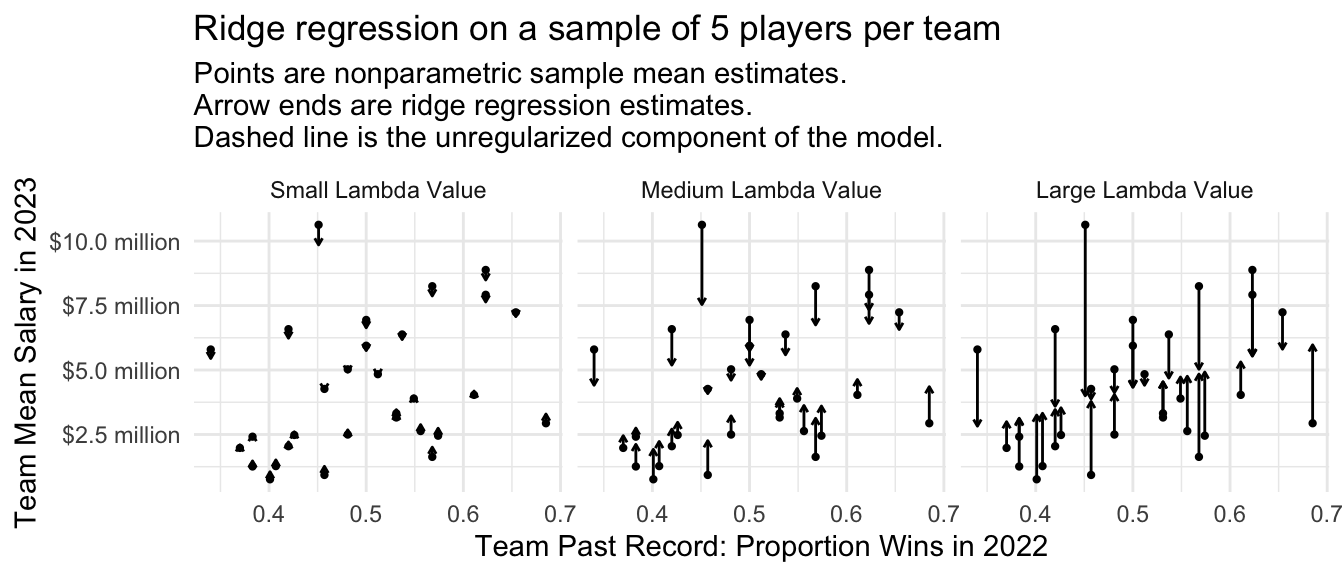 Ridge regression on a sample of 5 players per team
Points are nonparametric sample mean estimates.
Arrow ends are ridge regression estimates.
Dashed line is the unregularized component of the model.
Small Lambda Value
Medium Lambda Value
Large Lambda Value
Team Mean Salary in 2023
$10.0 million
$7.5 million
$5.0 million
$2.5 million
0.4 0.5 0.6 0.7
0.4 0.5 0.6 0.7
0.4 0.5 0.6 0.7
Team Past Record: Proportion Wins in 2022